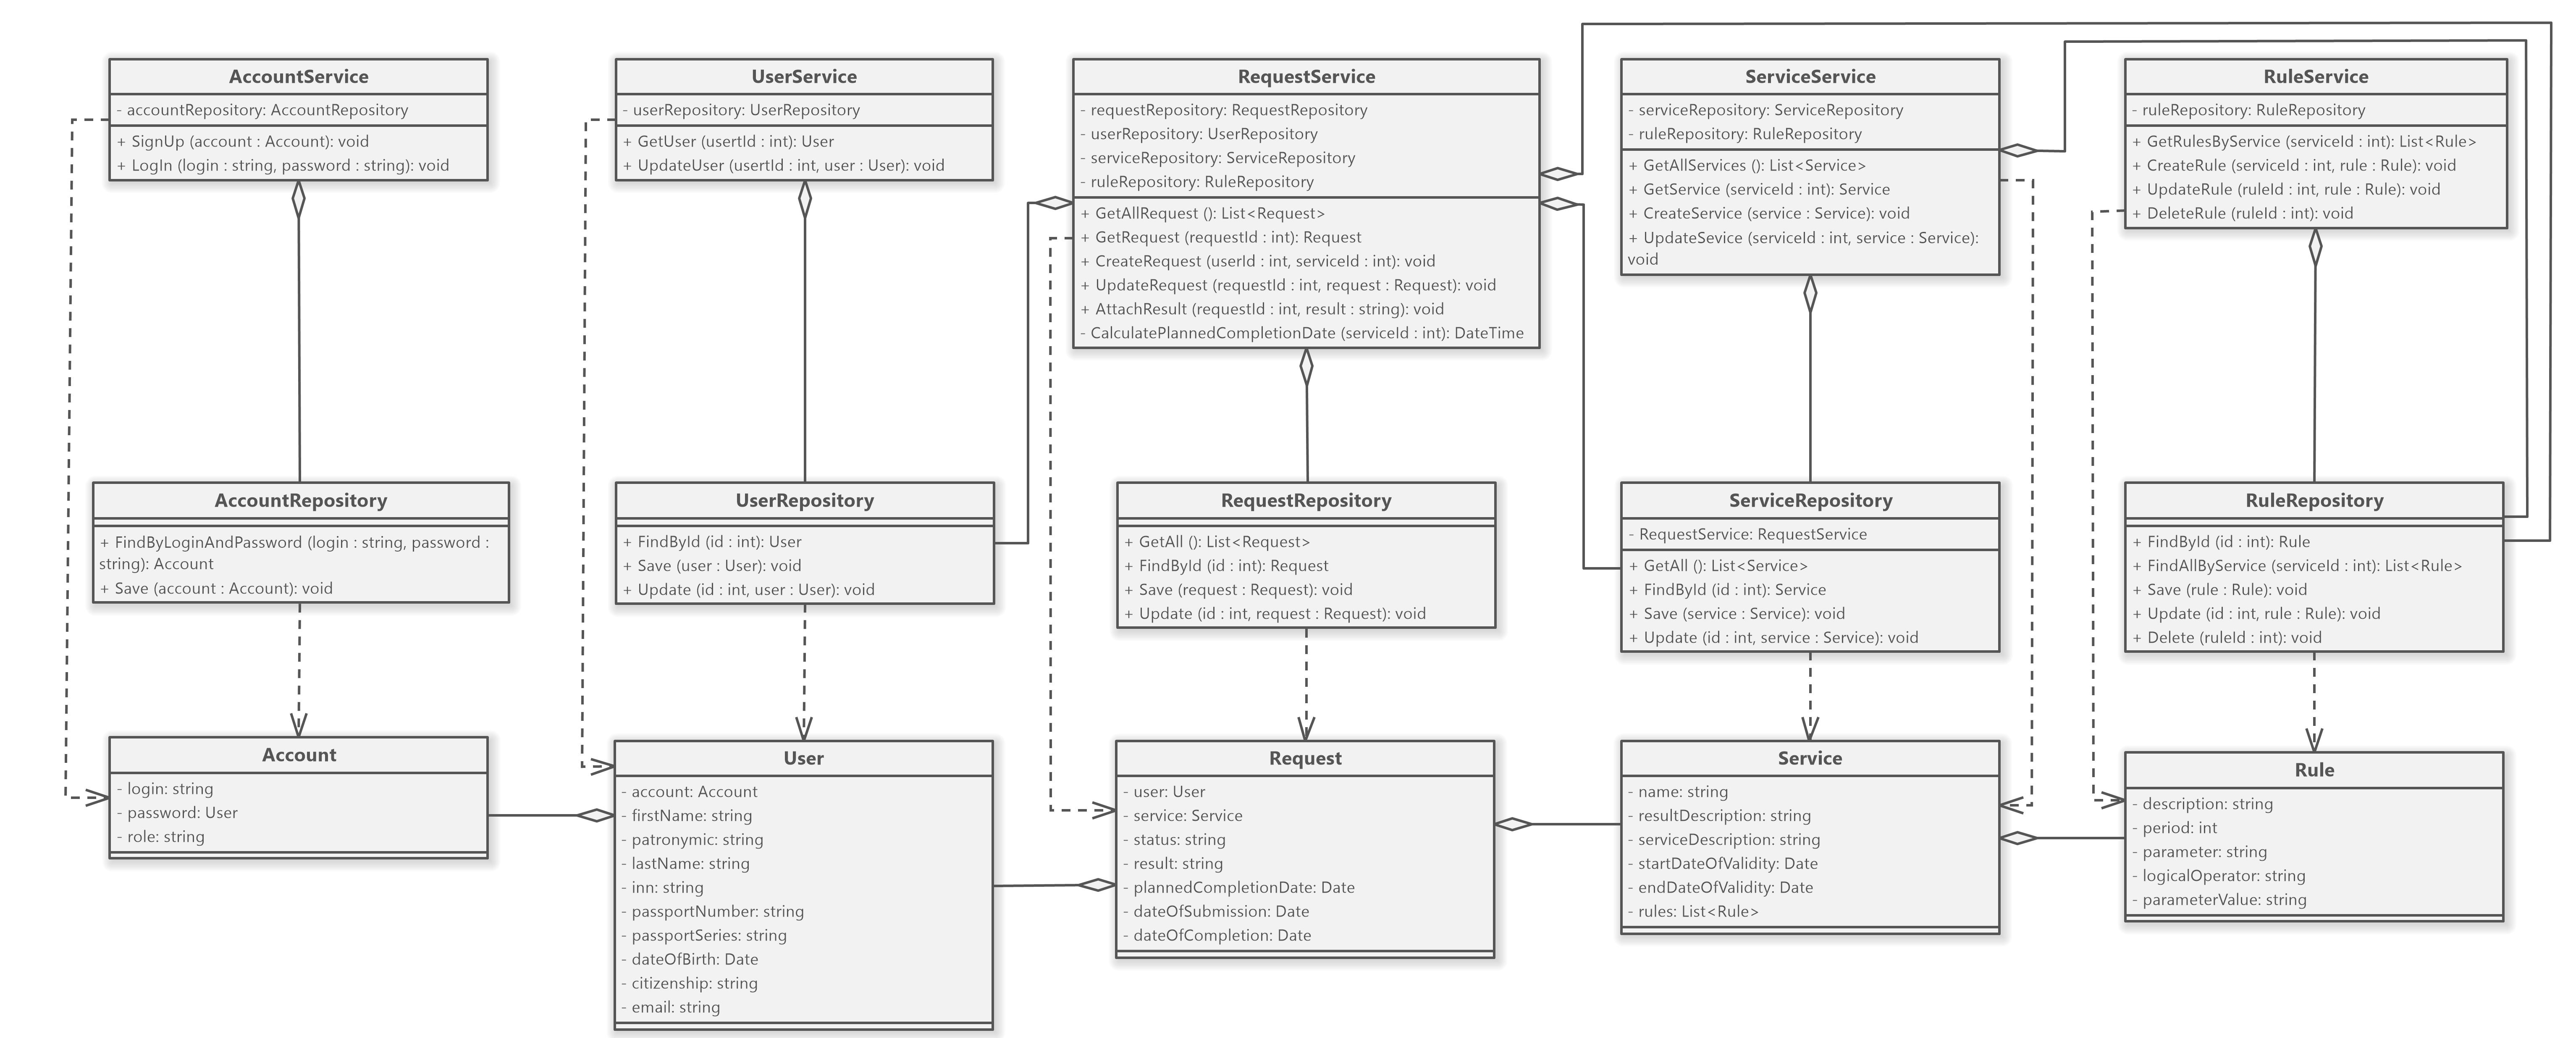 AccountService
- accountRepository: AccountRepository
+ SignUp (account : Account): void
+ LogIn (login : string, password : string): void
UserService
- userRepository: UserRepository
+ GetUser (usertId : int): User
+ UpdateUser (usertId : int, user : User): void
RequestService
- requestRepository: RequestRepository
- userRepository: UserRepository
- serviceRepository: ServiceRepository
- ruleRepository: RuleRepository
+ GetAllRequest (): List<Request>
+ GetRequest (requestId : int): Request
+ CreateRequest (userId : int, serviceId : int): void
+ UpdateRequest (requestId : int, request : Request): void
+ AttachResult (requestId : int, result : string): void
- CalculatePlannedCompletionDate (serviceId : int): DateTime
ServiceService
- serviceRepository: ServiceRepository
- ruleRepository: RuleRepository
+ GetAllServices (): List<Service>
+ GetService (serviceId : int): Service
+ CreateService (service : Service): void
+ UpdateSevice (serviceId : int, service : Service):
void
RuleService
- ruleRepository: RuleRepository
+ GetRulesByService (serviceId : int): List<Rule>
+ CreateRule (serviceId : int, rule : Rule): void
+ UpdateRule (ruleId : int, rule : Rule): void
+ DeleteRule (ruleId : int): void
AccountRepository
+ FindByLoginAndPassword (login : string, password :
string): Account
+ Save (account : Account): void
UserRepository
+ FindById (id : int): User
+ Save (user : User): void
+ Update (id : int, user : User): void
RequestRepository
+ GetAll (): List<Request>
+ FindById (id : int): Request
+ Save (request : Request): void
+ Update (id : int, request : Request): void
ServiceRepository
- RequestService: RequestService
+ GetAll (): List<Service>
+ FindById (id : int): Service
+ Save (service : Service): void
+ Update (id : int, service : Service): void
RuleRepository
+ FindById (id : int): Rule
+ FindAllByService (serviceId : int): List<Rule>
+ Save (rule : Rule): void
+ Update (id : int, rule : Rule): void
+ Delete (ruleId : int): void
Account
- login: string
- password: User
- role: string
User
- account: Account
- firstName: string
- patronymic: string
- lastName: string
- inn: string
- passportNumber: string
- passportSeries: string
- dateOfBirth: Date
- citizenship: string
- email: string
Request
- user: User
- service: Service
- status: string
- result: string
- plannedCompletionDate: Date
- dateOfSubmission: Date
- dateOfCompletion: Date
Service
- name: string
- resultDescription: string
- serviceDescription: string
- startDateOfValidity: Date
- endDateOfValidity: Date
- rules: List<Rule>
Rule
- description: string
- period: int
- parameter: string
- logicalOperator: string
- parameterValue: string